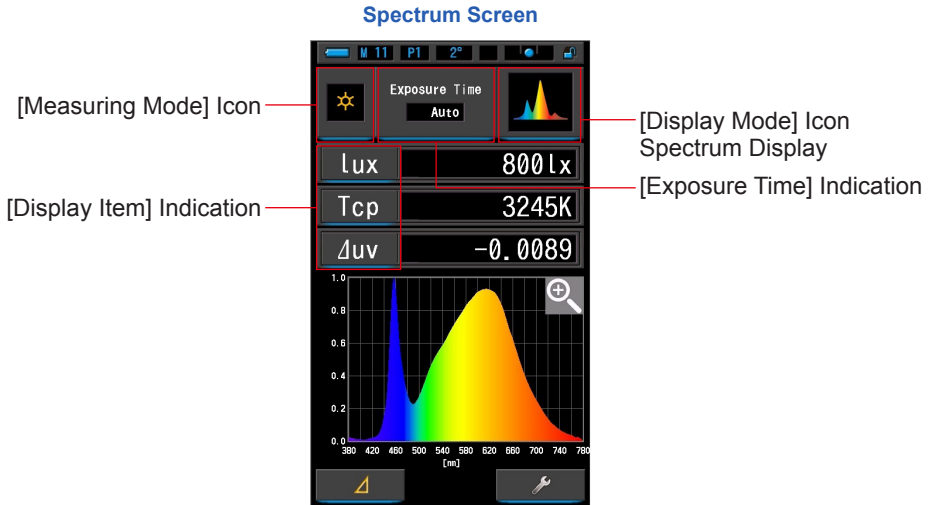 Spectrum Screen
M 11 P1 2°
[Measuring Mode] Icon
Exposure Time
Auto
[Display Mode] Icon
Spectrum Display
lux 800lx
[Exposure Time] Indication
[Display Item] Indication
Tcp 3245K
⊿uv -0.0089
1.0
0.8
0.6
0.4
0.2
0.0
380 420 460 500 540 580 620 660 700 740 780
[nm]
⊿